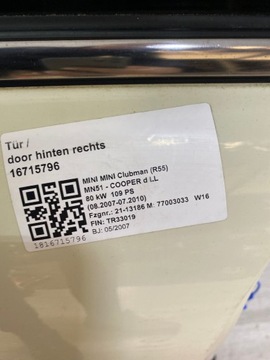 Tür /
door hinten rechts
16715796
MINI MINI Clubman (R55)
MN51 - COOPER d LL
80 kW 109 PS
(08.2007-07.2010)
Fzgnr.: 21-13186 M: 77003033 W16
FIN: TR33019
BJ: 05/2007
1816715796